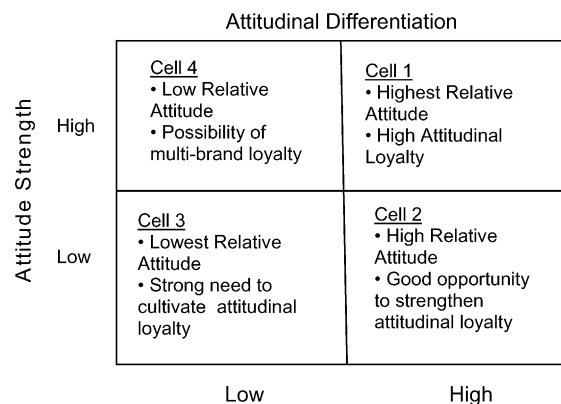 Attitudinal Differentiation
Attitude Strength
High
Cell 4
• Low Relative
Attitude
• Possibility of
multi-brand loyalty
Cell 1
• Highest Relative
Attitude
• High Attitudinal
Loyalty
Low
Cell 3
• Lowest Relative
Attitude
• Strong need to
cultivate attitudinal
loyalty
Cell 2
• High Relative
Attitude
• Good opportunity
to strengthen
attitudinal loyalty
Low
High